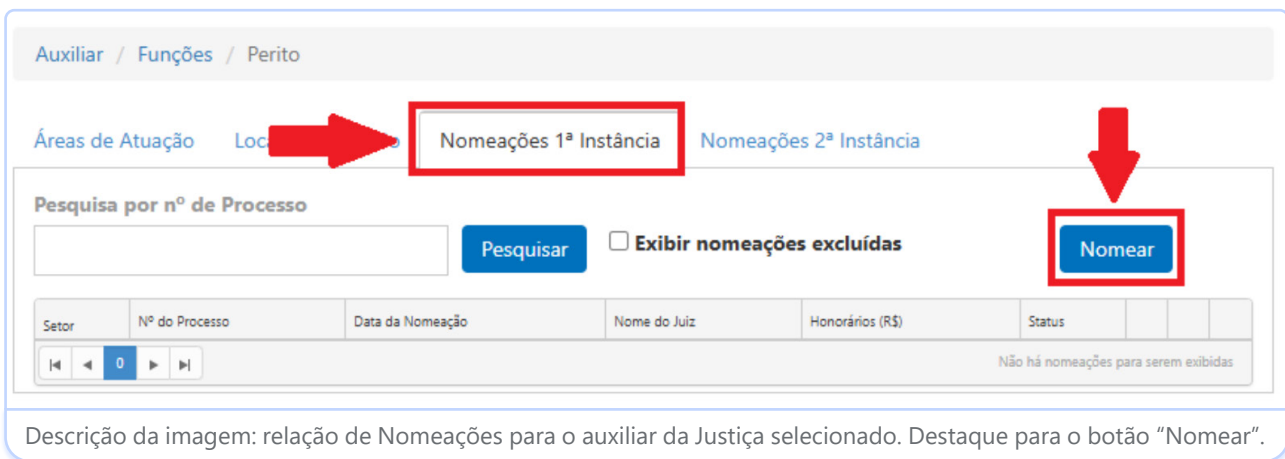 Auxiliar / Funções / Perito
Áreas de Atuação Loc o Nomeações 1ª Instância Nomeações 2ª Instância
Pesquisa por nº de Processo
Pesquisar Exibir nomeações excluídas Nomear
Setor Nº do Processo Data da Nomeação Nome do Juiz Honorários (R$) Status
0 Não há nomeações para serem exibidas
Descrição da imagem: relação de Nomeações para o auxiliar da Justiça selecionado. Destaque para o botão “Nomear”.